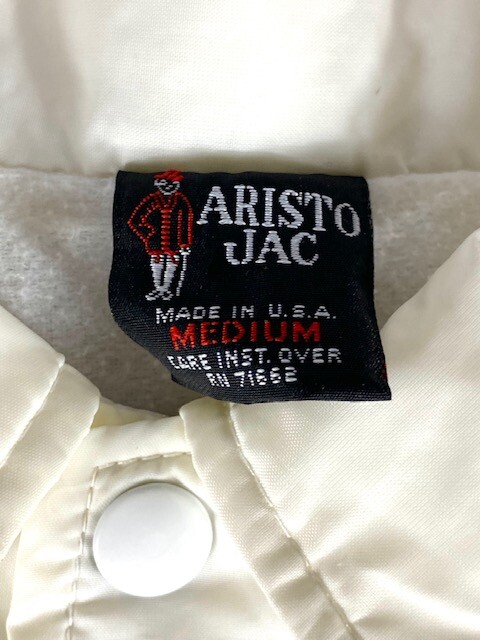 ARISTO
JAC
MADE IN U.S.A.
MEDIUM
CARE INST. OVER
RN 71662